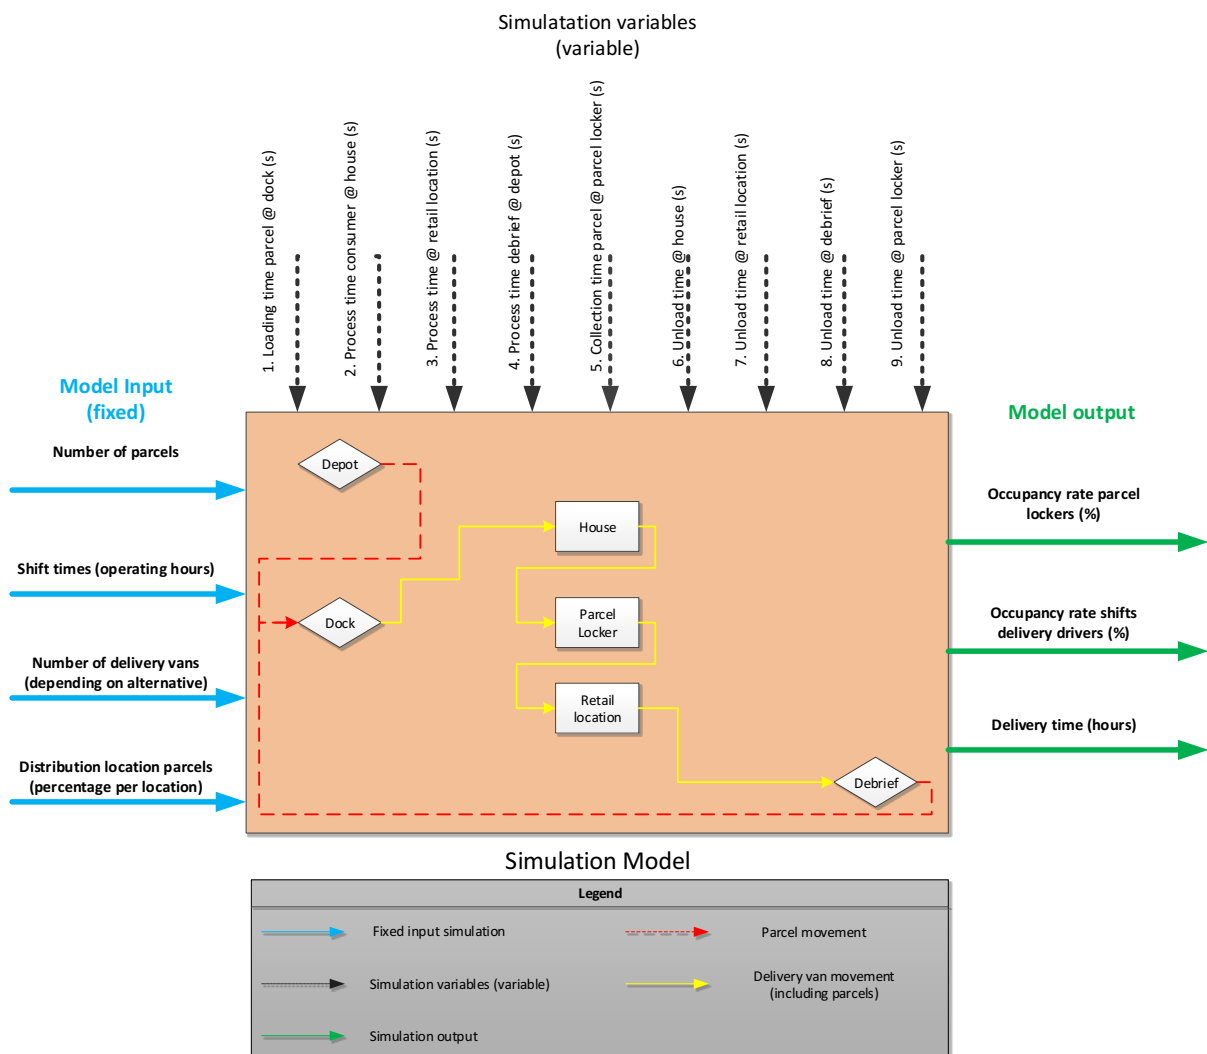 Simulatation variables
(variable)
1. Loading time parcel @ dock (s)
2. Process time consumer @ house (s)
3. Process time @ retail location (s)
4. Process time debrief @ depot (s)
5. Collection time parcel @ parcel locker (s)
6. Unload time @ house (s)
7. Unload time @ retail location (s)
8. Unload time @ debrief (s)
9. Unload time @ parcel locker (s)
Model Input
(fixed)
Number of parcels
Shift times (operating hours)
Number of delivery vans
(depending on alternative)
Distribution location parcels
(percentage per location)
Depot
House
Dock
Parcel
Locker
Retail
location
Debrief
Model output
Occupancy rate parcel
lockers (%)
Occupancy rate shifts
delivery drivers (%)
Delivery time (hours)
Simulation Model
Legend
Fixed input simulation
Parcel movement
Simulation variables (variable)
Delivery van movement
(including parcels)
Simulation output